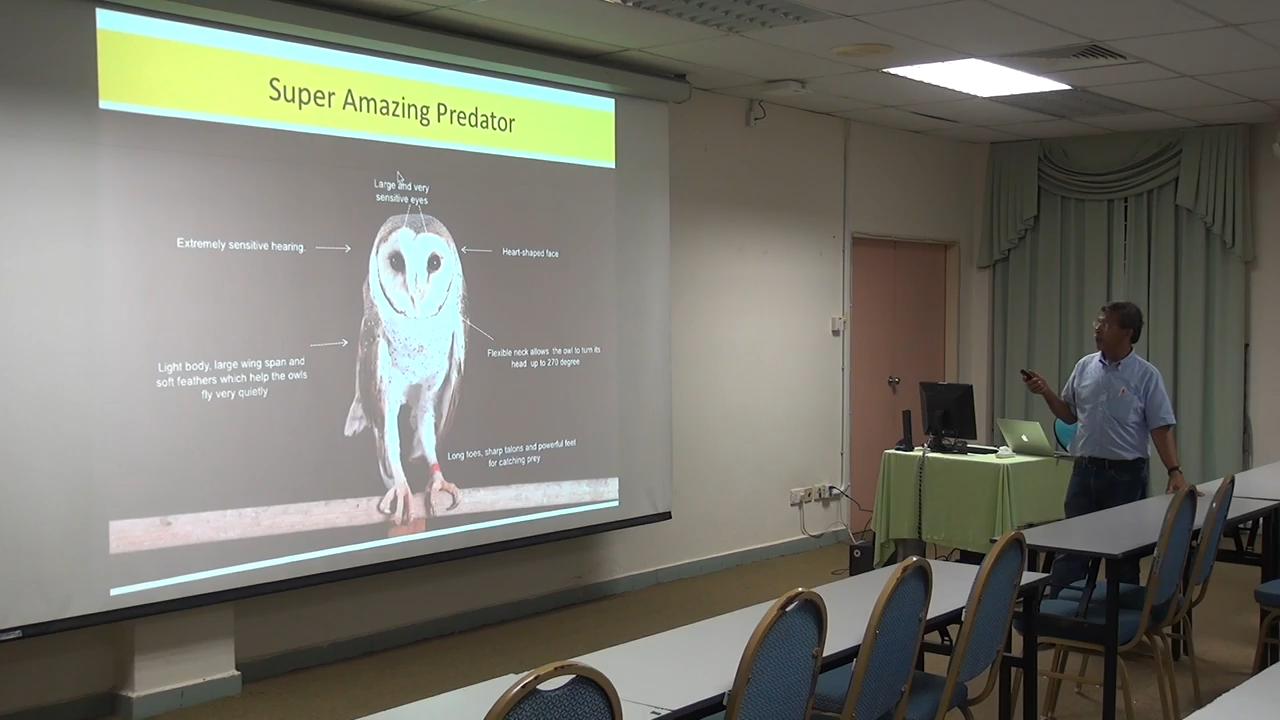 Super Amazing Predator
Large and very
sensitive eyes
Extremely sensitive hearing.
Heart-shaped face
Flexible neck allows the owl to turn its
head up to 270 degree
Light body, large wing span and
soft feathers which help the owls
fly very quietly
Long toes, sharp talons and powerful feet
for catching prey